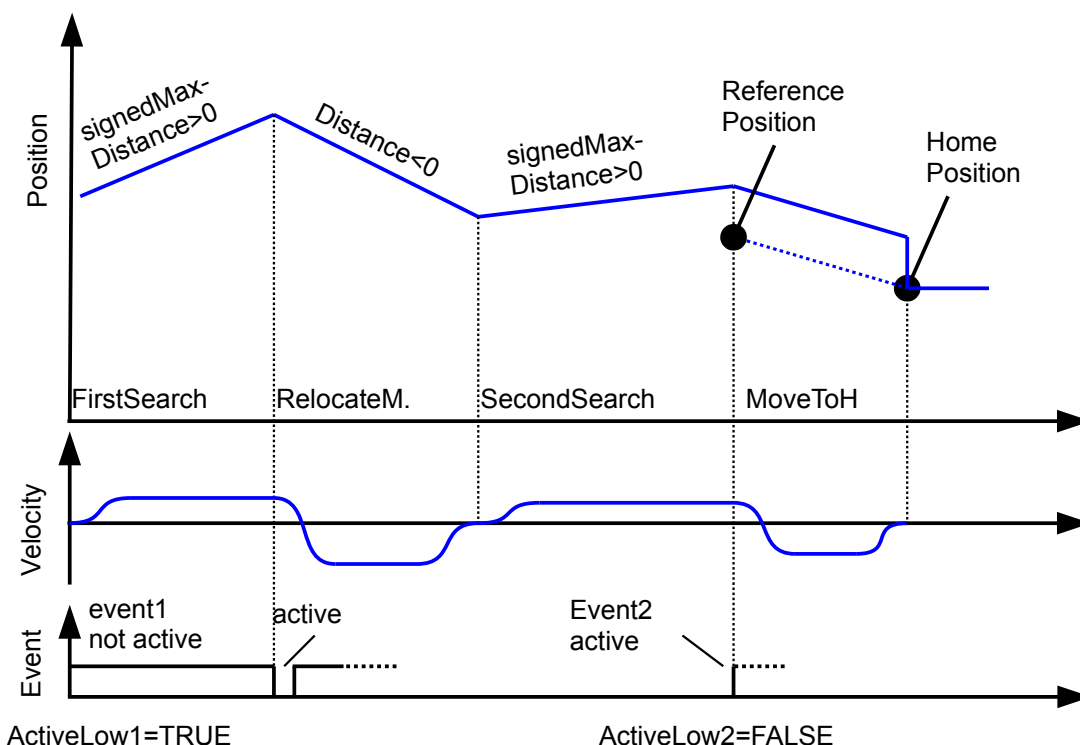 signedMax-
Distance>0
Distance<0
signedMax-
Distance>0
Reference
Position
Home
Position
Position
FirstSearch
RelocateM.
SecondSearch
MoveToH
Velocity
event1
not active
active
Event2
active
Event
ActiveLow1=TRUE
ActiveLow2=FALSE